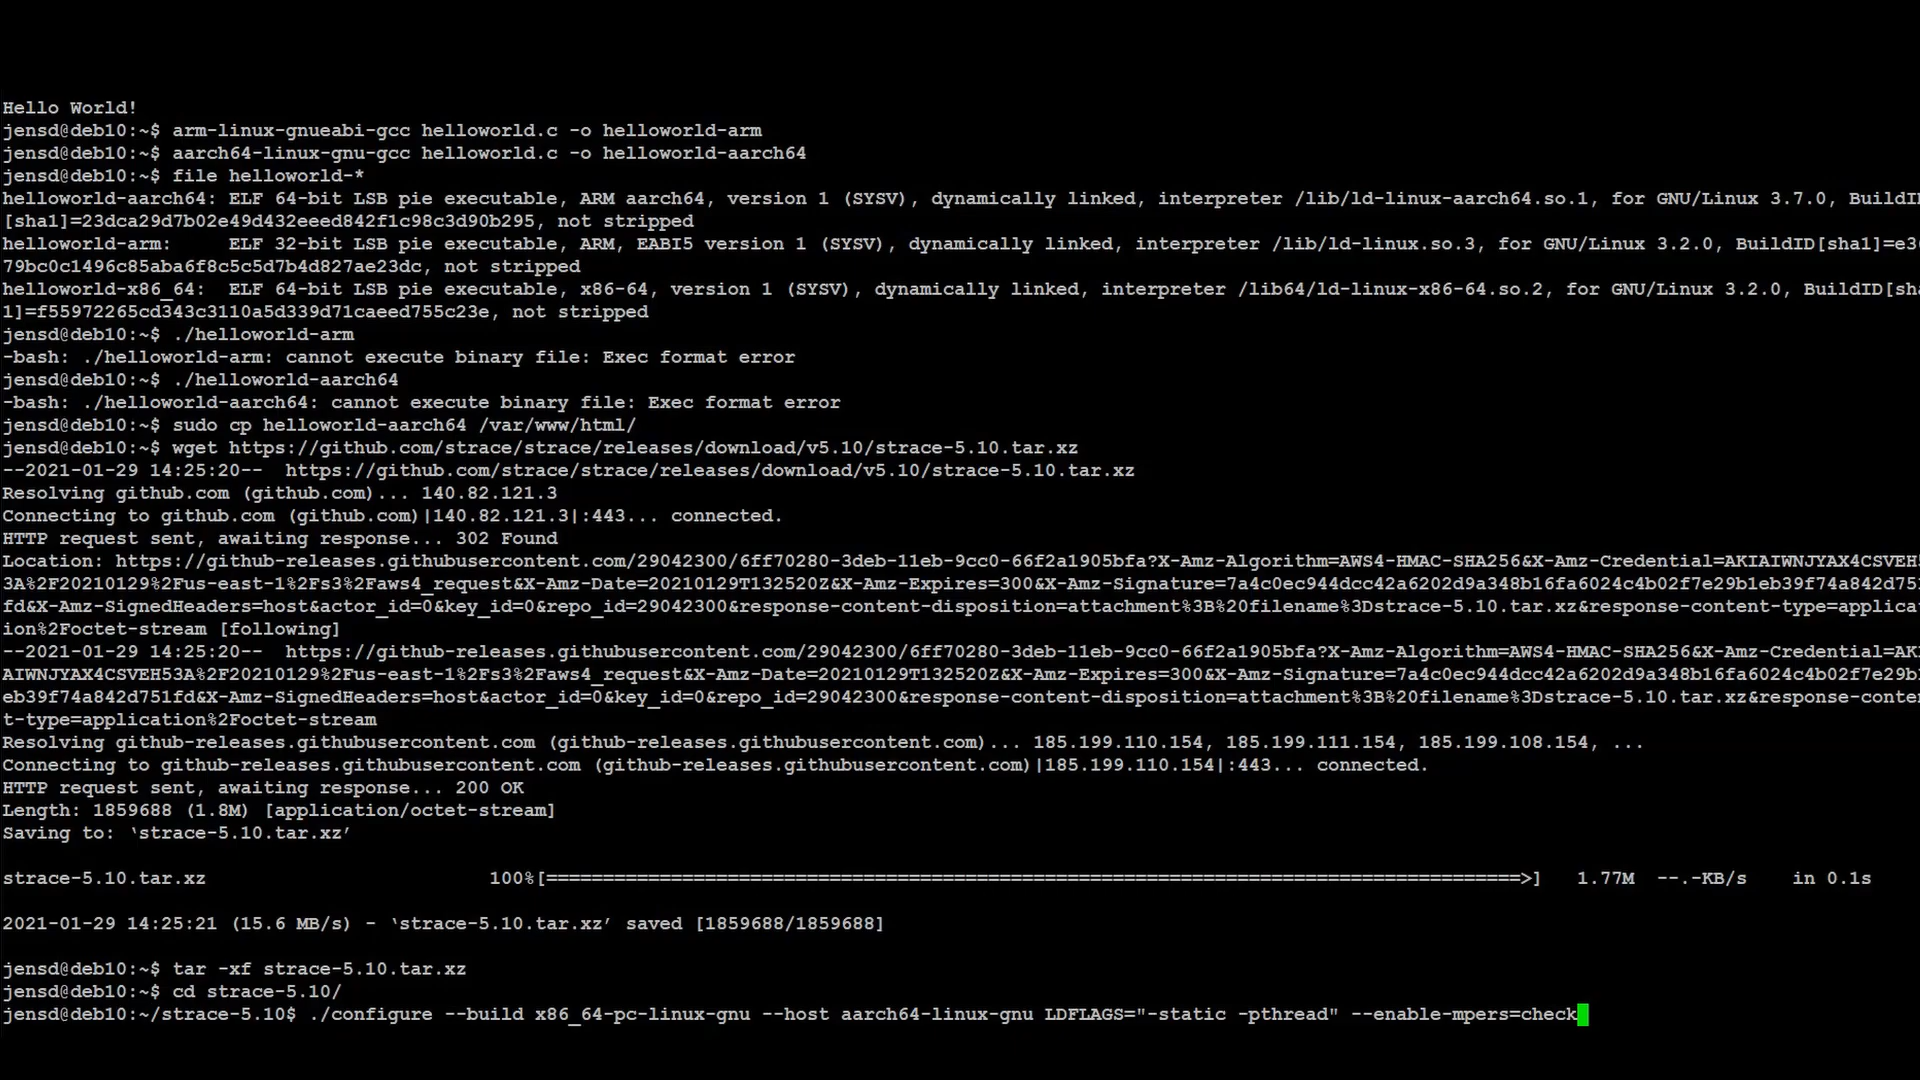 Hello World!
jensd@deb10:~$ arm-linux-gnueabi-gcc helloworld.c -o helloworld-arm
jensd@deb10:~$ aarch64-linux-gnu-gcc helloworld.c -o helloworld-aarch64
jensd@deb10:~$ file helloworld-*
helloworld-aarch64: ELF 64-bit LSB pie executable, ARM aarch64, version 1 (SYSV), dynamically linked, interpreter /lib/ld-linux-aarch64.so.1, for GNU/Linux 3.7.0, BuildID
[sha1]=23dca29d7b02e49d432eeed842f1c98c3d90b295, not stripped
helloworld-arm:     ELF 32-bit LSB pie executable, ARM, EABI5 version 1 (SYSV), dynamically linked, interpreter /lib/ld-linux.so.3, for GNU/Linux 3.2.0, BuildID[sha1]=e30
79bc0c1496c85aba6f8c5c5d7b4d827ae23dc, not stripped
helloworld-x86_64:  ELF 64-bit LSB pie executable, x86-64, version 1 (SYSV), dynamically linked, interpreter /lib64/ld-linux-x86-64.so.2, for GNU/Linux 3.2.0, BuildID[sha
1]=f55972265cd343c3110a5d339d71caeed755c23e, not stripped
jensd@deb10:~$ ./helloworld-arm
-bash: ./helloworld-arm: cannot execute binary file: Exec format error
jensd@deb10:~$ ./helloworld-aarch64
-bash: ./helloworld-aarch64: cannot execute binary file: Exec format error
jensd@deb10:~$ sudo cp helloworld-aarch64 /var/www/html/
jensd@deb10:~$ wget https://github.com/strace/strace/releases/download/v5.10/strace-5.10.tar.xz
--2021-01-29 14:25:20--  https://github.com/strace/strace/releases/download/v5.10/strace-5.10.tar.xz
Resolving github.com (github.com)... 140.82.121.3
Connecting to github.com (github.com)|140.82.121.3|:443... connected.
HTTP request sent, awaiting response... 302 Found
Location: https://github-releases.githubusercontent.com/29042300/6ff70280-3deb-11eb-9cc0-66f2a1905bfa?X-Amz-Algorithm=AWS4-HMAC-SHA256&X-Amz-Credential=AKIAIWNJYAX4CSVEH5
3A%2F20210129%2Fus-east-1%2Fs3%2Faws4_request&X-Amz-Date=20210129T132520Z&X-Amz-Expires=300&X-Amz-Signature=7a4c0ec944dcc42a6202d9a348b16fa6024c4b02f7e29b1eb39f74a842d751
fd&X-Amz-SignedHeaders=host&actor_id=0&key_id=0&repo_id=29042300&response-content-disposition=attachment%3B%20filename%3Dstrace-5.10.tar.xz&response-content-type=applicat
ion%2Foctet-stream [following]
--2021-01-29 14:25:20--  https://github-releases.githubusercontent.com/29042300/6ff70280-3deb-11eb-9cc0-66f2a1905bfa?X-Amz-Algorithm=AWS4-HMAC-SHA256&X-Amz-Credential=AKI
AIWNJYAX4CSVEH53A%2F20210129%2Fus-east-1%2Fs3%2Faws4_request&X-Amz-Date=20210129T132520Z&X-Amz-Expires=300&X-Amz-Signature=7a4c0ec944dcc42a6202d9a348b16fa6024c4b02f7e29b1
eb39f74a842d751fd&X-Amz-SignedHeaders=host&actor_id=0&key_id=0&repo_id=29042300&response-content-disposition=attachment%3B%20filename%3Dstrace-5.10.tar.xz&response-conten
t-type=application%2Foctet-stream
Resolving github-releases.githubusercontent.com (github-releases.githubusercontent.com)... 185.199.110.154, 185.199.111.154, 185.199.108.154, ...
Connecting to github-releases.githubusercontent.com (github-releases.githubusercontent.com)|185.199.110.154|:443... connected.
HTTP request sent, awaiting response... 200 OK
Length: 1859688 (1.8M) [application/octet-stream]
Saving to: ‘strace-5.10.tar.xz’
strace-5.10.tar.xz                         100%[======================================================================================>]   1.77M  --.-KB/s    in 0.1s
2021-01-29 14:25:21 (15.6 MB/s) - ‘strace-5.10.tar.xz’ saved [1859688/1859688]
jensd@deb10:~$ tar -xf strace-5.10.tar.xz
jensd@deb10:~$ cd strace-5.10/
jensd@deb10:~/strace-5.10$ ./configure --build x86_64-pc-linux-gnu --host aarch64-linux-gnu LDFLAGS="-static -pthread" --enable-mpers=check